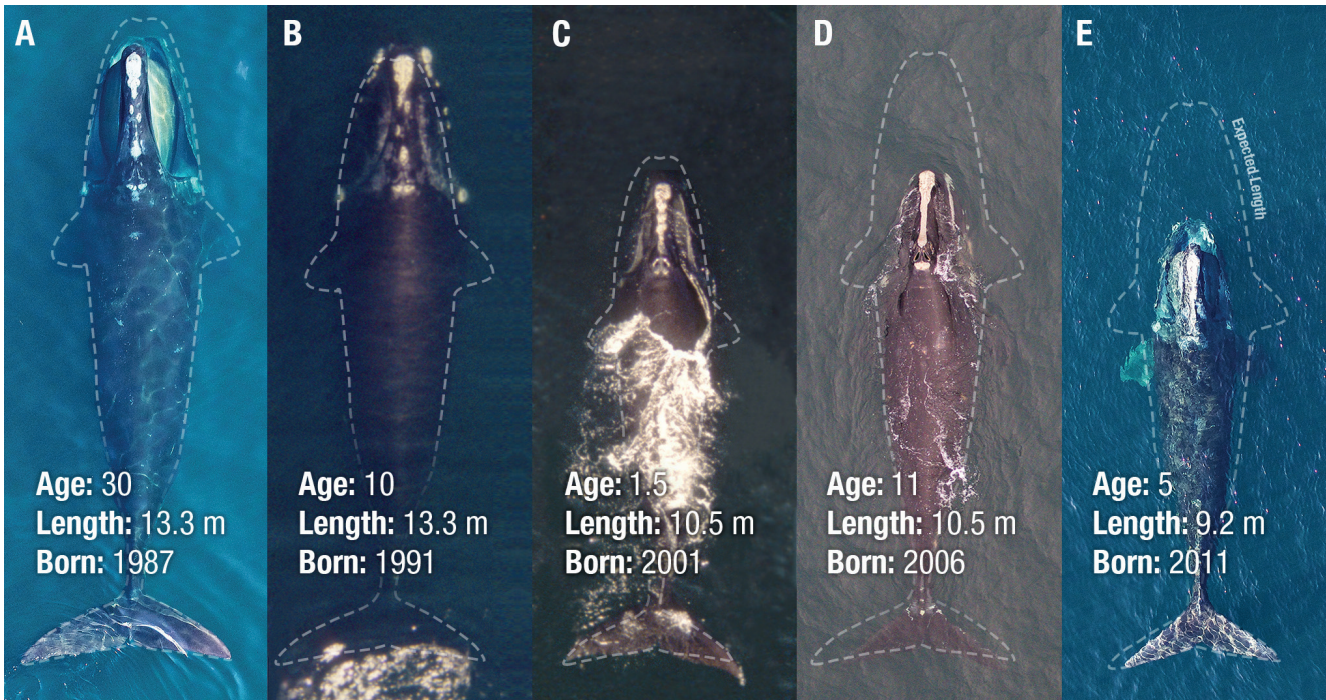 A
Age: 30
Length: 13.3 m
Born: 1987
B
Age: 10
Length: 13.3 m
Born: 1991
C
Age: 1.5
Length: 10.5 m
Born: 2001
D
Age: 11
Length: 10.5 m
Born: 2006
E
Expected Length
Age: 5
Length: 9.2 m
Born: 2011